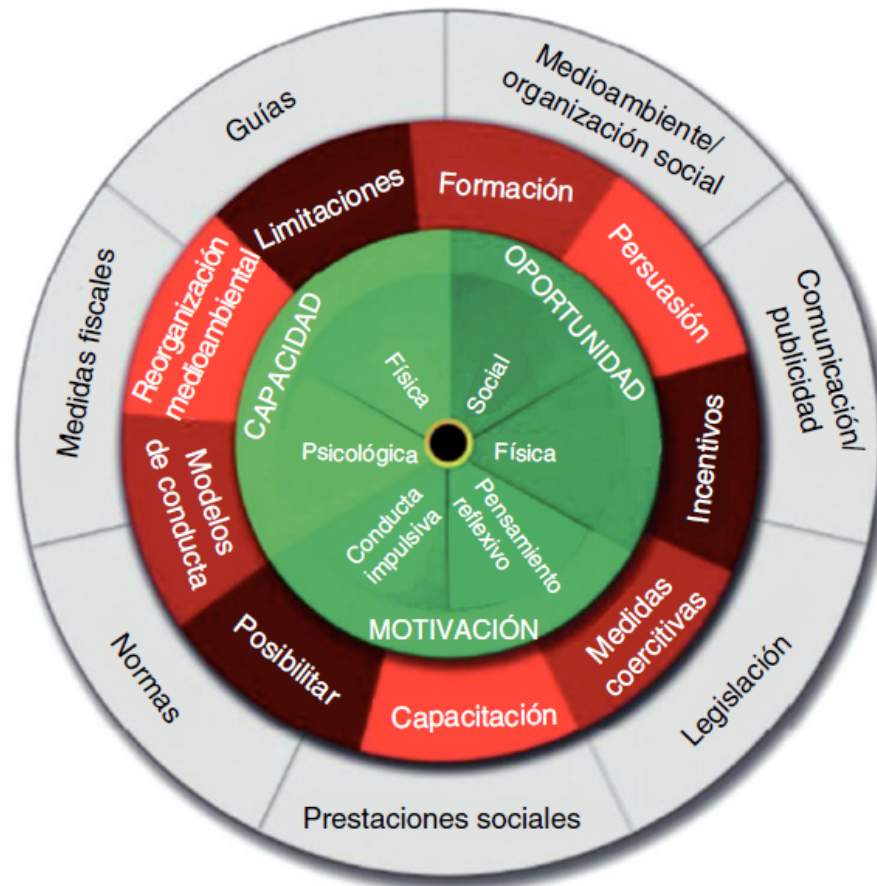 Guías
Medioambiente/
organización social
Comunicación/
publicidad
Legislación
Prestaciones sociales
Normas
Medidas fiscales
Limitaciones
Formación
Persuasión
Incentivos
Medidas
coercitivas
Capacitación
Posibilitar
Modelos
de conducta
Reorganización
medioambiental
CAPACIDAD
OPORTUNIDAD
MOTIVACIÓN
Física
Social
Física
Pensamiento
reflexivo
Conducta
impulsiva
Psicológica